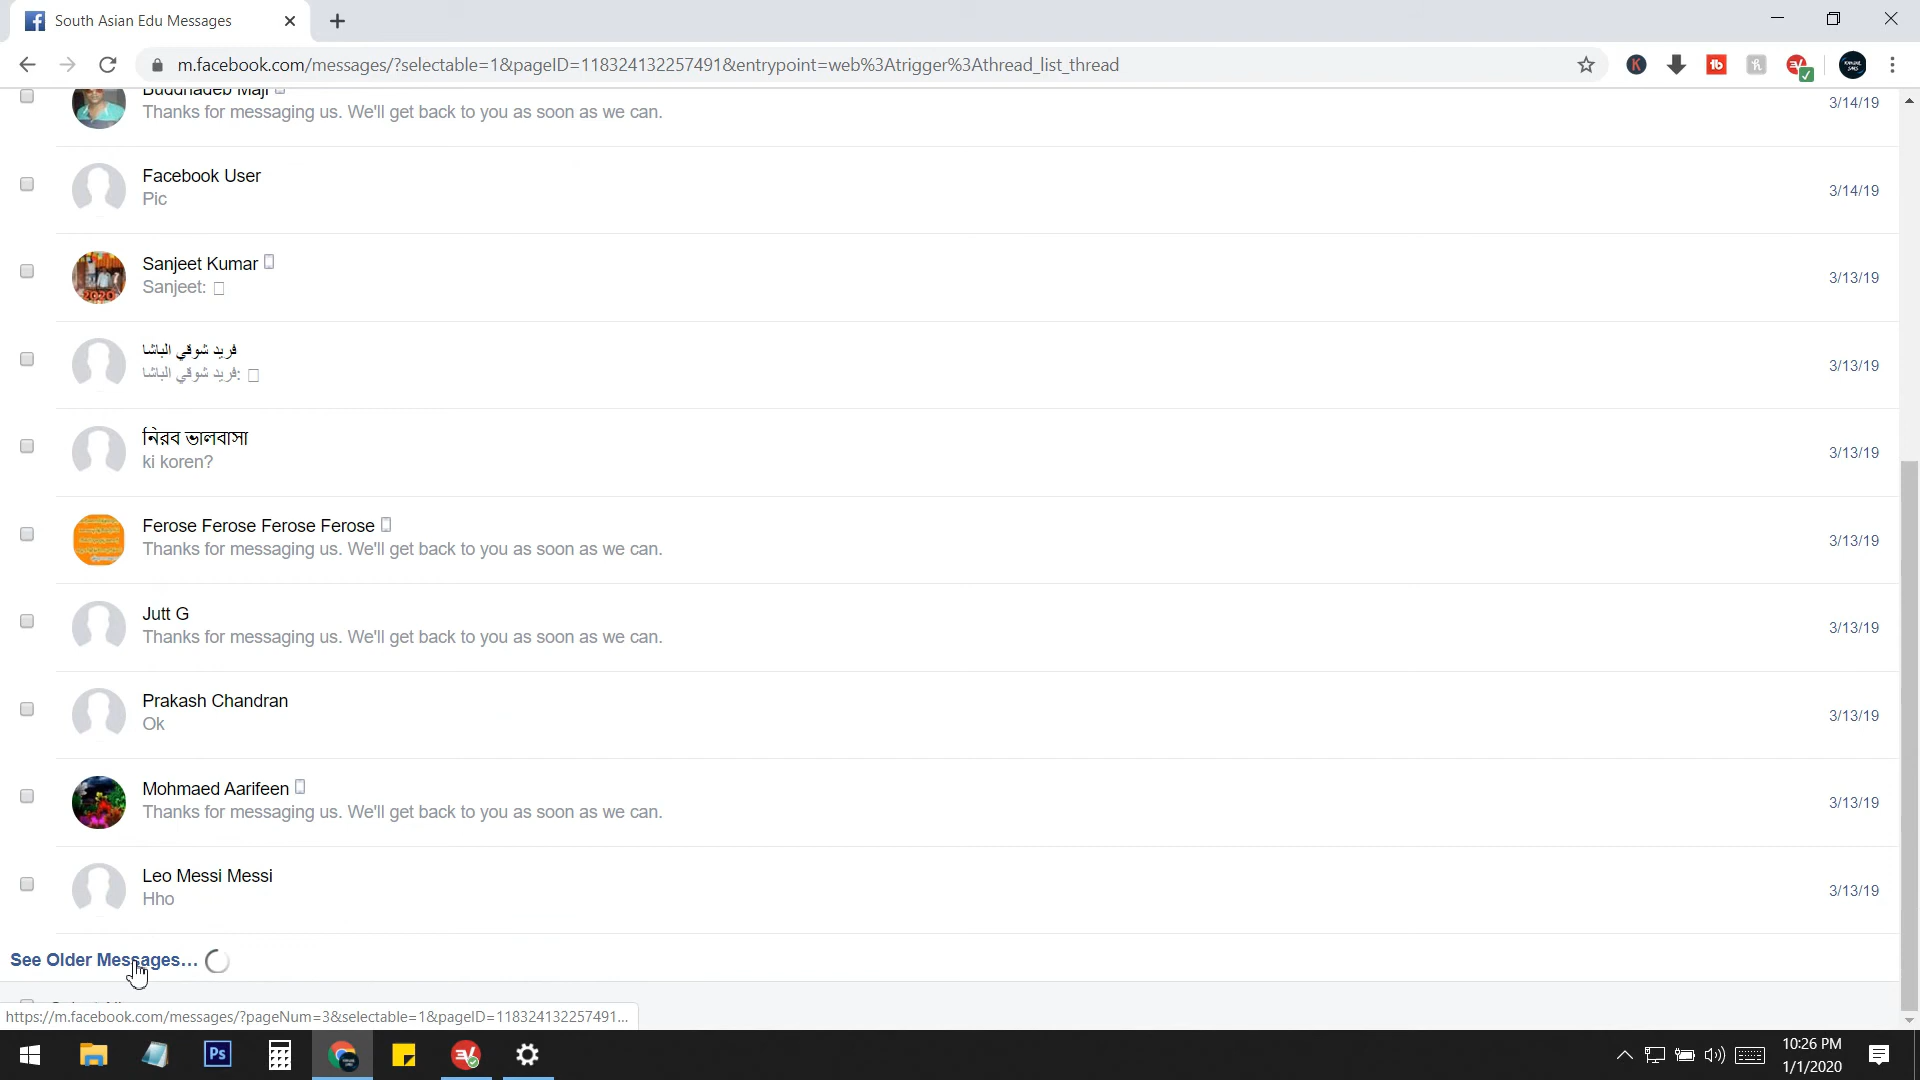 South Asian Edu Messages
m.facebook.com/messages/?selectable=1&pageID=118324132257491&entrypoint=web%3Atrigger%3Athread_list_thread
Buddhadeb Maji
3/14/19
Thanks for messaging us. We'll get back to you as soon as we can.
Facebook User
3/14/19
Pic
Sanjeet Kumar
3/13/19
Sanjeet:
فريد شوقي الباشا
3/13/19
فريد شوقي الباشا:
নিরব ভালবাসা
3/13/19
ki koren?
Ferose Ferose Ferose Ferose
3/13/19
Thanks for messaging us. We'll get back to you as soon as we can.
Jutt G
3/13/19
Thanks for messaging us. We'll get back to you as soon as we can.
Prakash Chandran
3/13/19
Ok
Mohmaed Aarifeen
3/13/19
Thanks for messaging us. We'll get back to you as soon as we can.
Leo Messi Messi
3/13/19
Hho
See Older Messages...
https://m.facebook.com/messages/?pageNum=3&selectable=1&pageID=118324132257491...
Ps
10:26 PM
1/1/2020